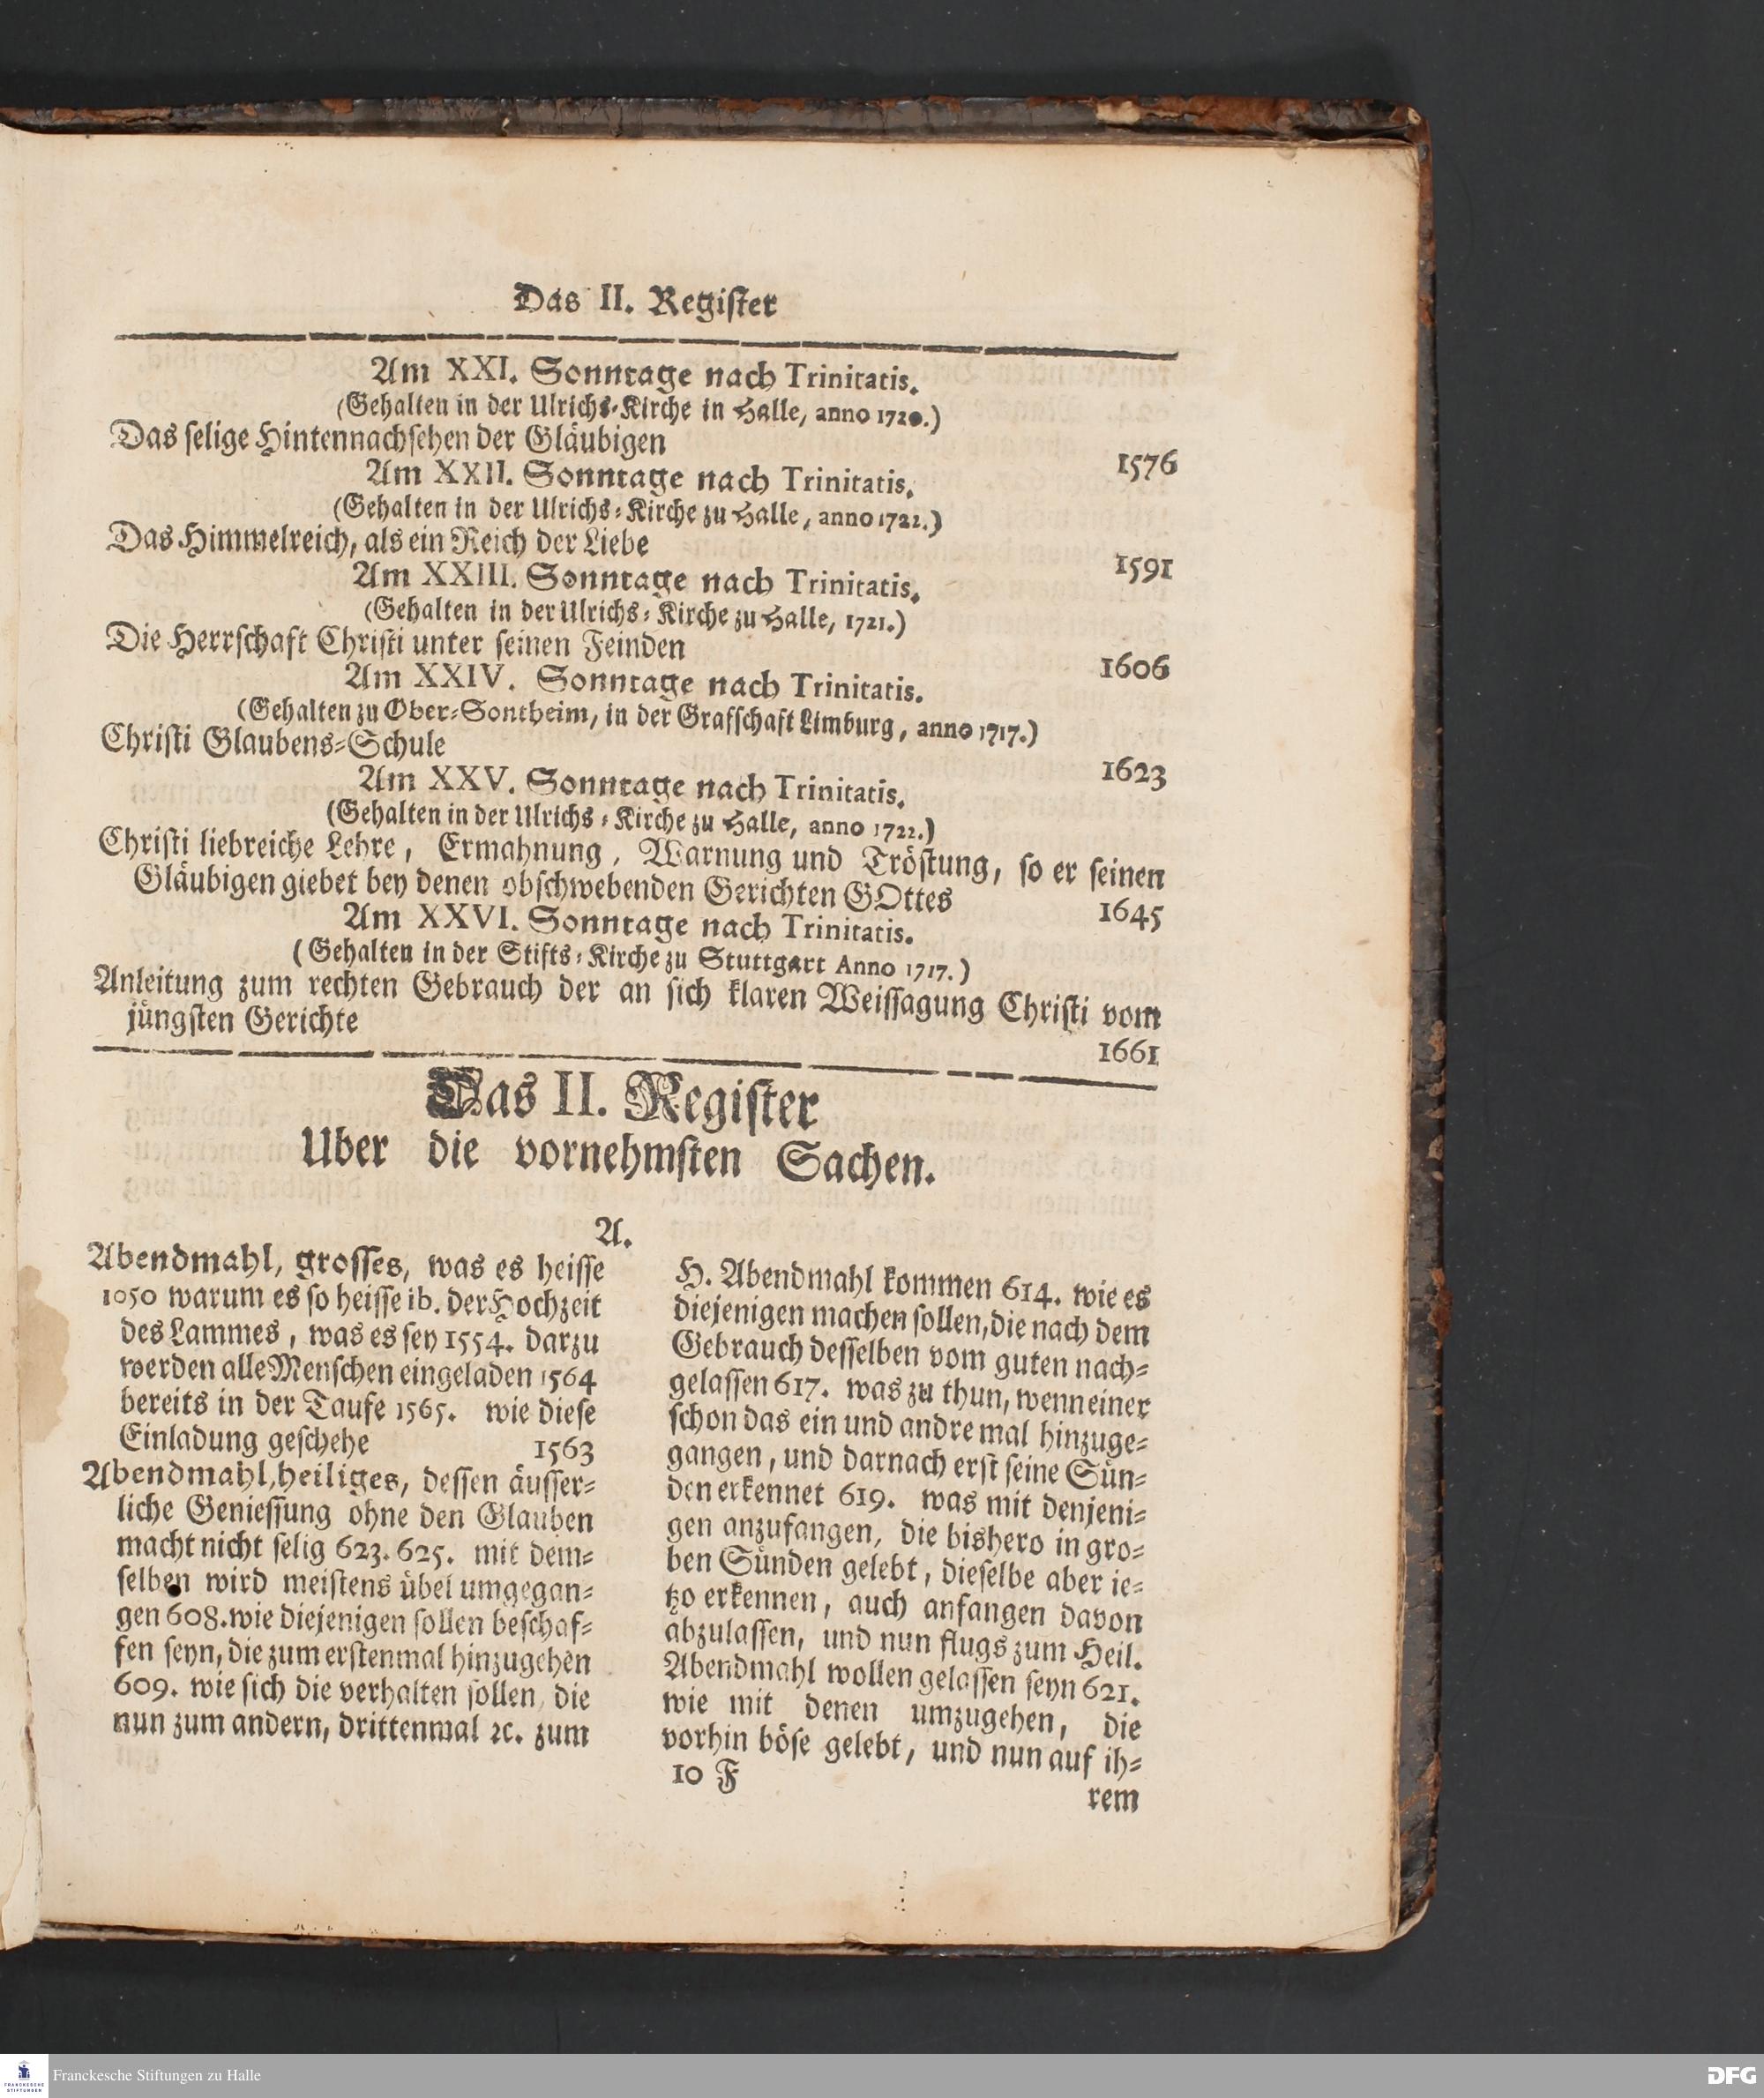 Das II. Register
Am XXI. Sonntage nach Trinitatis.
(Gehalten in der Ulrichs-Kirche in Halle, anno 1720.)
Das selige Hintennachsehen der Gläubigen 1576
Am XXII. Sonntage nach Trinitatis.
(Gehalten in der Ulrichs-Kirche zu Halle, anno 1722.)
Das Himmelreich, als ein Reich der Liebe 1591
Am XXIII. Sonntage nach Trinitatis.
(Gehalten in der Ulrichs-Kirche zu Halle, 1721.)
Die Herrschaft Christi unter seinen Feinden 1606
Am XXIV. Sonntage nach Trinitatis.
(Gehalten zu Ober-Sontheim, in der Grafschaft Limburg, anno 1717.)
Christi Glaubens-Schule 1623
Am XXV. Sonntage nach Trinitatis.
(Gehalten in der Ulrichs-Kirche zu Halle, anno 1722.)
Christi liebreiche Lehre, Ermahnung, Warnung und Tröstung, so er seinen
Gläubigen giebet bey denen obschwebenden Gerichten GOttes 1645
Am XXVI. Sonntage nach Trinitatis.
(Gehalten in der Stifts-Kirche zu Stuttgart Anno 1717.)
Anleitung zum rechten Gebrauch der an sich klaren Weissagung Christi vom
jüngsten Gerichte 1661
Das II. Register
Uber die vornehmsten Sachen.
A.
Abendmahl, grosses, was es heisse
1050 warum es so heisse ib. der Hochzeit
des Lammes, was es sey 1554. darzu
werden alle Menschen eingeladen 1564
bereits in der Taufe 1565. wie diese
Einladung geschehe 1563
Abendmahl, heiliges, dessen äusser-
liche Geniessung ohne den Glauben
macht nicht selig 623. 625. mit dem-
selben wird meistens übel umgegan-
gen 608. wie diejenigen sollen beschaf-
fen seyn, die zum erstenmal hinzugehen
609. wie sich die verhalten sollen, die
nun zum andern, drittenmal ꝛc. zum
H. Abendmahl kommen 614. wie es
diejenigen machen sollen, die nach dem
Gebrauch desselben vom guten nach-
gelassen 617. was zu thun, wenn einer
schon das ein und andre mal hinzuge-
gangen, und darnach erst seine Sün-
den erkennet 619. was mit denjeni-
gen anzufangen, die bishero in gro-
ben Sünden gelebt, dieselbe aber ie-
tzo erkennen, auch anfangen davon
abzulassen, und nun flugs zum Heil.
Abendmahl wollen gelassen seyn 621.
wie mit denen umzugehen, die
vorhin böse gelebt, und nun auf ih-
10 F
rem
FRANCKESCHE
STIFTUNGEN
Franckesche Stiftungen zu Halle
DFG